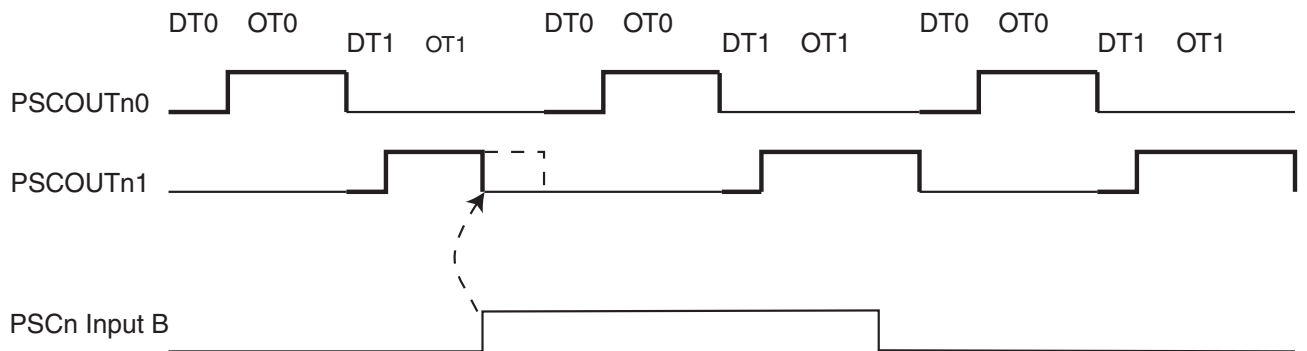 DT0 OT0 DT1 OT1 DT0 OT0 DT1 OT1 DT0 OT0 DT1 OT1
PSCOUTn0
PSCOUTn1
PSCn Input B